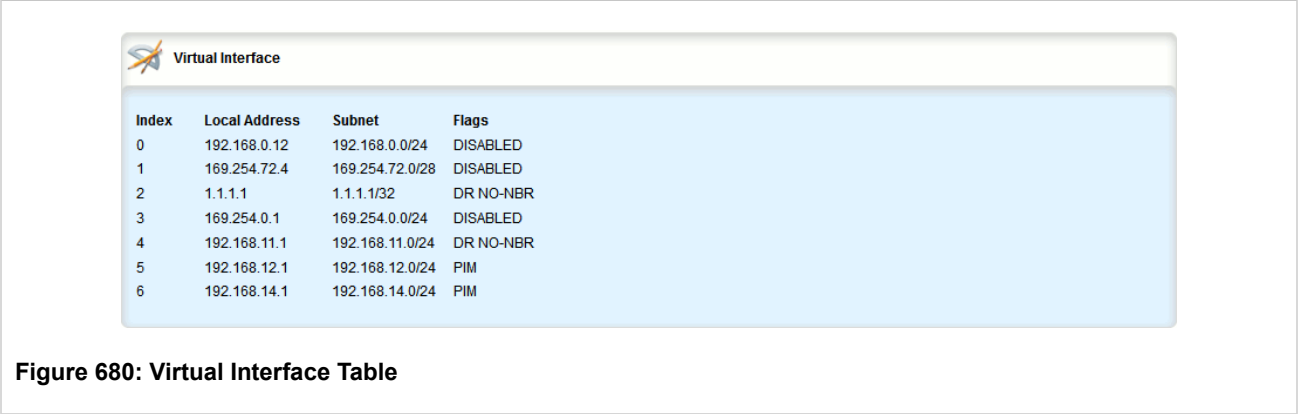 Virtual Interface
Index Local Address Subnet Flags
0 192.168.0.12 192.168.0.0/24 DISABLED
1 169.254.72.4 169.254.72.0/28 DISABLED
2 1.1.1.1 1.1.1.1/32 DR NO-NBR
3 169.254.0.1 169.254.0.0/24 DISABLED
4 192.168.11.1 192.168.11.0/24 DR NO-NBR
5 192.168.12.1 192.168.12.0/24 PIM
6 192.168.14.1 192.168.14.0/24 PIM
Figure 680: Virtual Interface Table